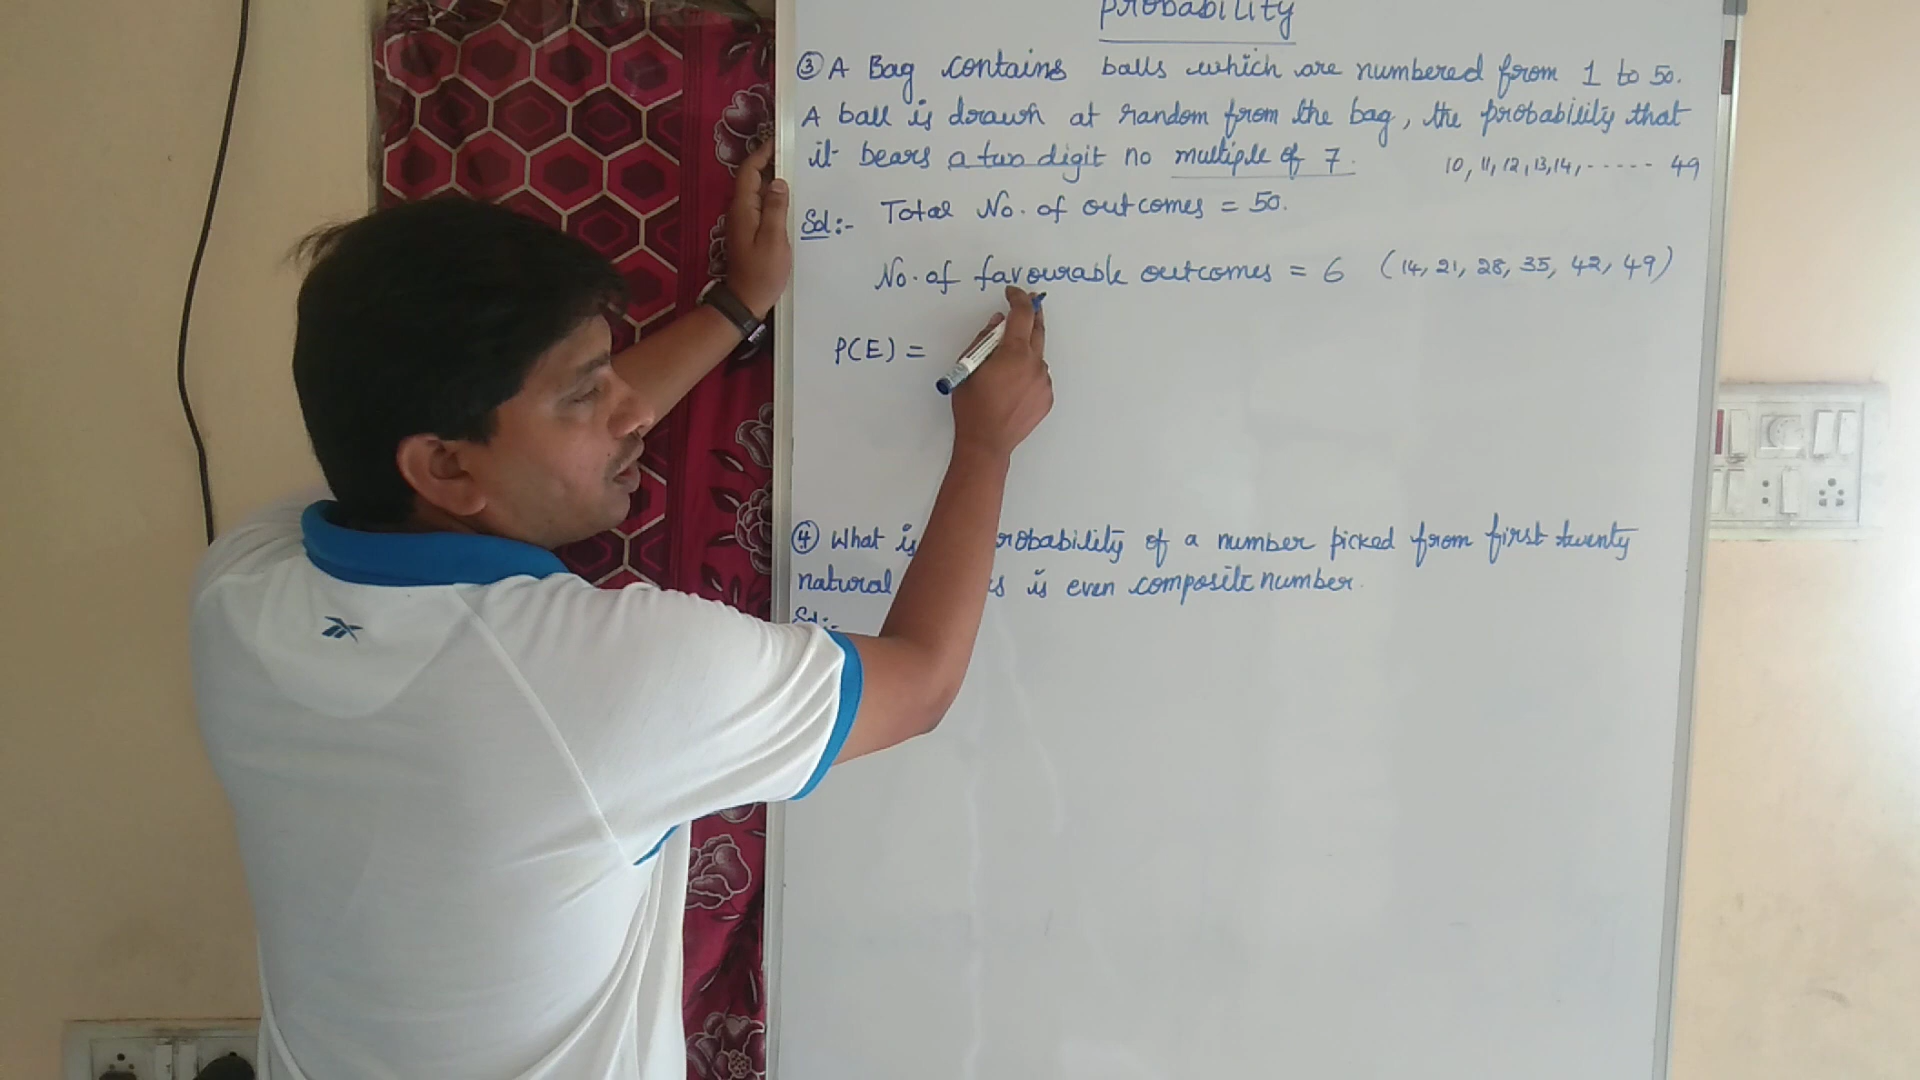 probability
③ A Bag contains balls which are numbered from 1 to 50.
A ball is drawn at random from the bag, the probability that
it bears a two digit no multiple of 7. 10, 11, 12, 13, 14, ----- 49
Sol:- Total No. of outcomes = 50.
No. of favourable outcomes = 6 (14, 21, 28, 35, 42, 49)
P(E) =
④ What is robability of a number picked from first twenty
natural is even composite number.
Sol:-